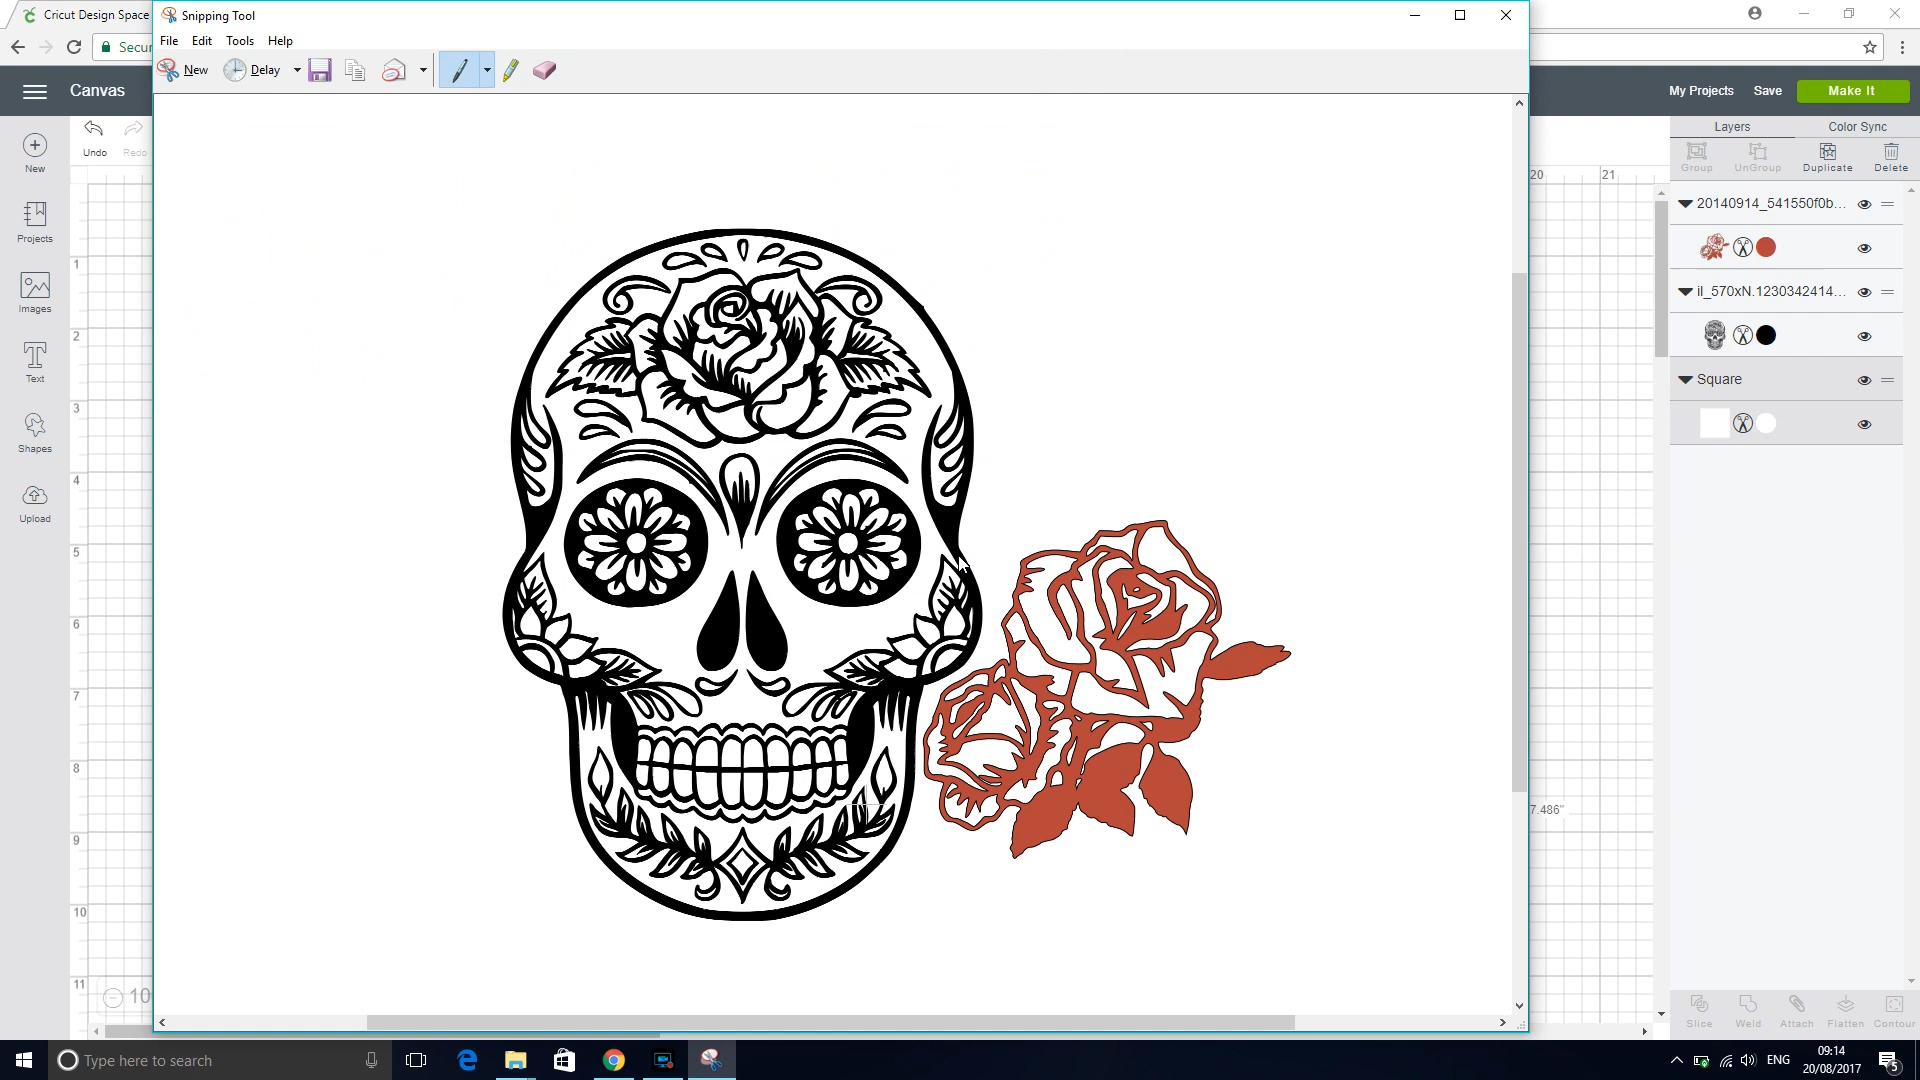 Cricut Design Space
Snipping Tool
Secur
File Edit Tools Help
New Delay
Canvas
My Projects Save Make It
Undo Redo
Layers Color Sync
Group UnGroup Duplicate Delete
New
Projects
Images
Text
Shapes
Upload
20 21
1
2
3
4
5
6
7
8
9
10
11
20140914_541550f0b...
il_570xN.1230342414...
Square
7.486"
10
Slice Weld Attach Flatten Contour
Type here to search
ENG
09:14
20/08/2017
5